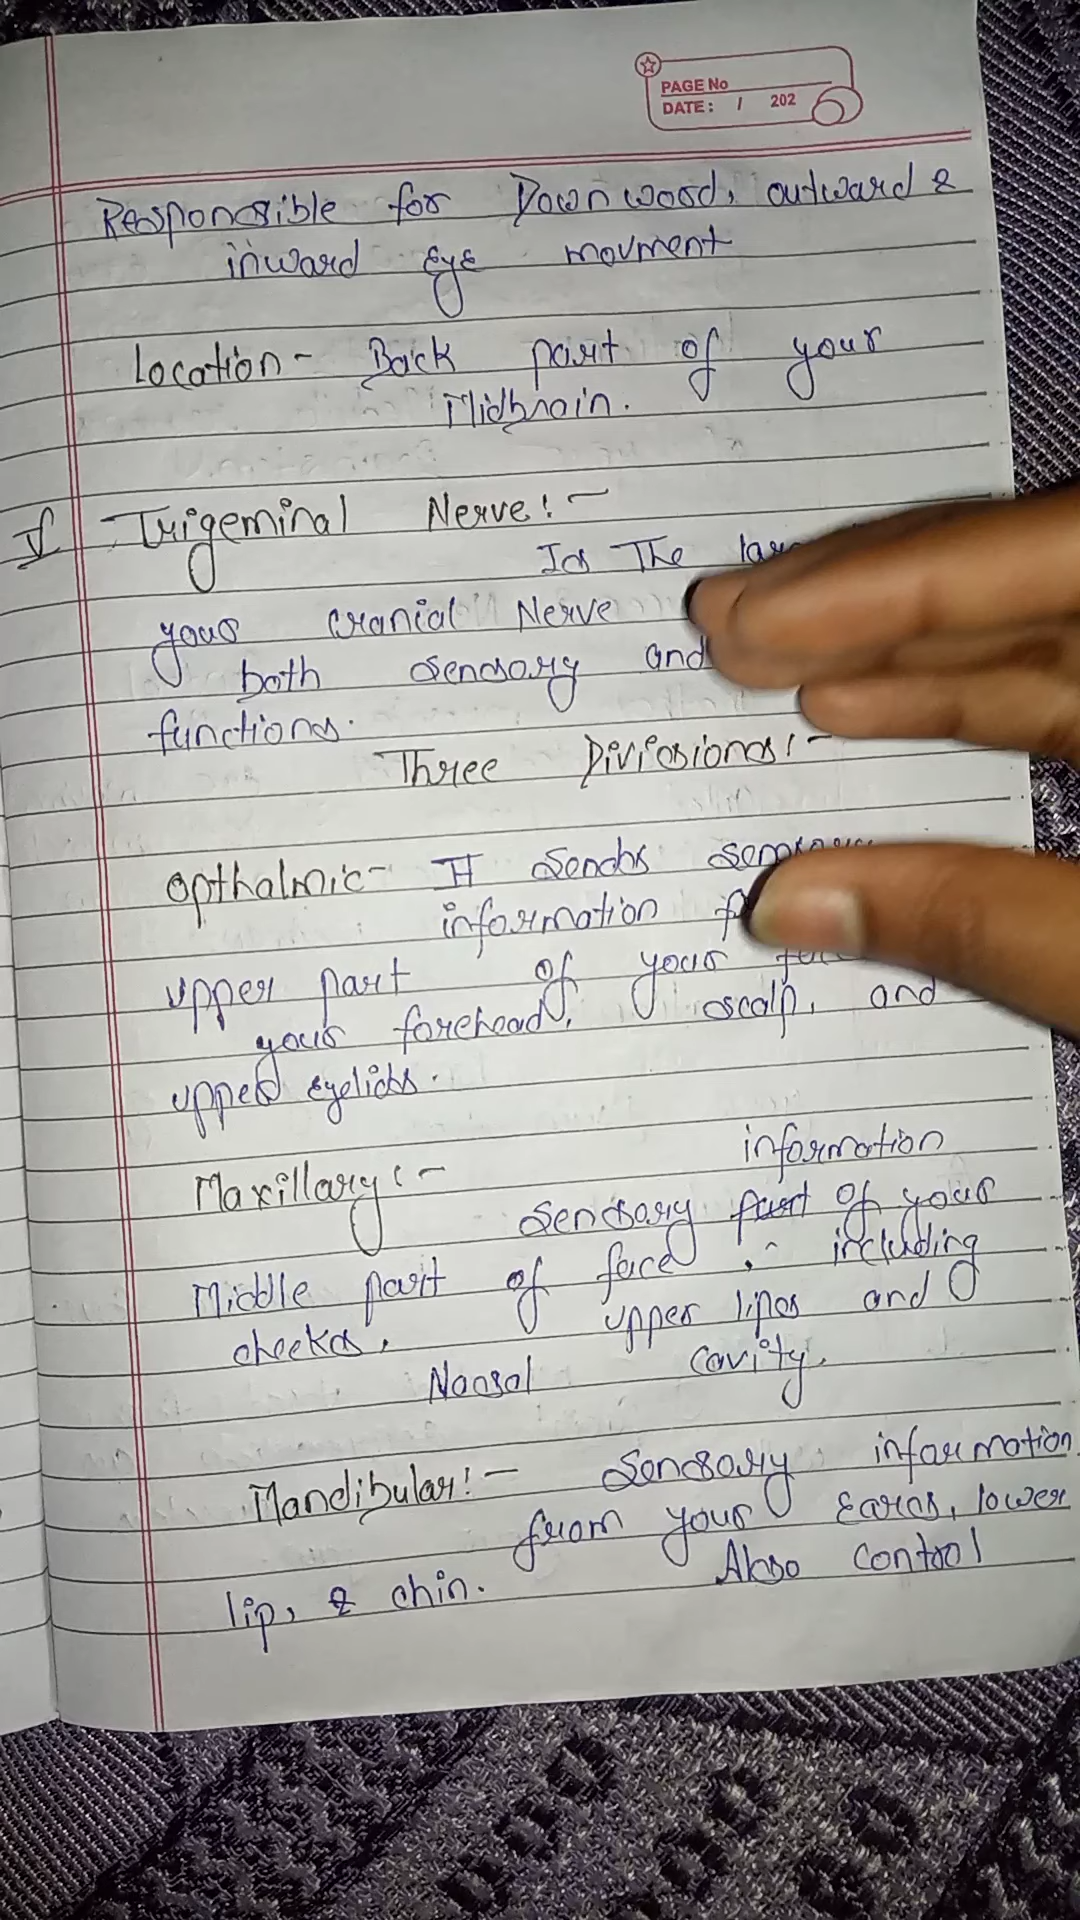 PAGE No
DATE: / 202
Responsible for Downwood, outward &
inward Eye movment
Location - Back part of your
Midbrain.
V Trigeminal Nerve:-
Is The
your cranial Nerve
both sensory and
functions.
Three Divisions:-
Opthalmic - It Sends
information
upper part of your
your forehead, scalp, and
upper eyelids.
Maxillary:- information
Sensory part of your
Middle part of face including
cheeks, upper lips and
Naasal Cavity.
Mandibular:- Sensory information
from your Ears, lower
lip, & chin. Also Control